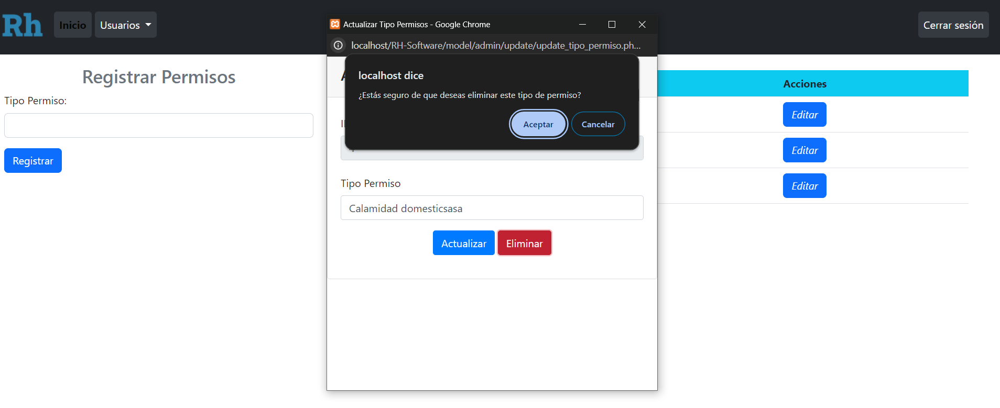 Rh
Inicio
Usuarios
Cerrar sesión
Actualizar Tipo Permisos - Google Chrome
localhost/RH-Software/model/admin/update/update_tipo_permiso.ph...
localhost dice
¿Estás seguro de que deseas eliminar este tipo de permiso?
Aceptar
Cancelar
Registrar Permisos
Tipo Permiso:
Registrar
Tipo Permiso
Calamidad domesticsasa
Actualizar
Eliminar
Acciones
Editar
Editar
Editar